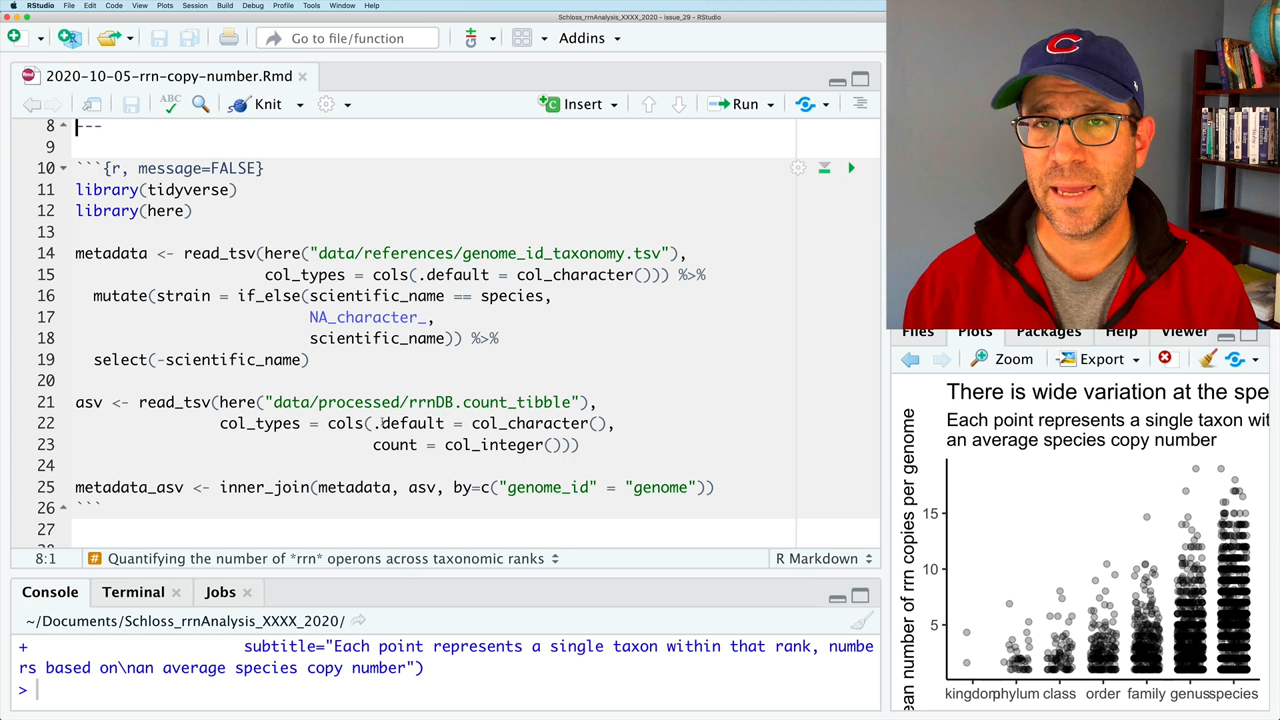 RStudio File Edit Code View Plots Session Build Debug Profile Tools Window Help
Schloss_rrnAnalysis_XXXX_2020 - issue_29 - RStudio
Go to file/function
Addins
2020-10-05-rrn-copy-number.Rmd
ABC
Knit
Insert
Run
8 ---
9
10 ```{r, message=FALSE}
11 library(tidyverse)
12 library(here)
13
14 metadata <- read_tsv(here("data/references/genome_id_taxonomy.tsv"),
15 col_types = cols(.default = col_character())) %>%
16 mutate(strain = if_else(scientific_name == species,
17 NA_character_,
18 scientific_name)) %>%
19 select(-scientific_name)
20
21 asv <- read_tsv(here("data/processed/rrnDB.count_tibble"),
22 col_types = cols(.default = col_character(),
23 count = col_integer()))
24
25 metadata_asv <- inner_join(metadata, asv, by=c("genome_id" = "genome"))
26 ```
27
8:1 # Quantifying the number of *rrn* operons across taxonomic ranks R Markdown
Console Terminal Jobs
~/Documents/Schloss_rrnAnalysis_XXXX_2020/
+ subtitle="Each point represents a single taxon within that rank, numbe
rs based on\nan average species copy number")
>
C
Files Plots Packages Help Viewer
Zoom Export
There is wide variation at the spe
Each point represents a single taxon wit
an average species copy number
ean number of rrn copies per genome
15
10
5
kingdom phylum class order family genus species